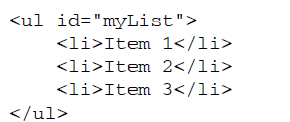 <ul id="myList">
    <li>Item 1</li>
    <li>Item 2</li>
    <li>Item 3</li>
</ul>